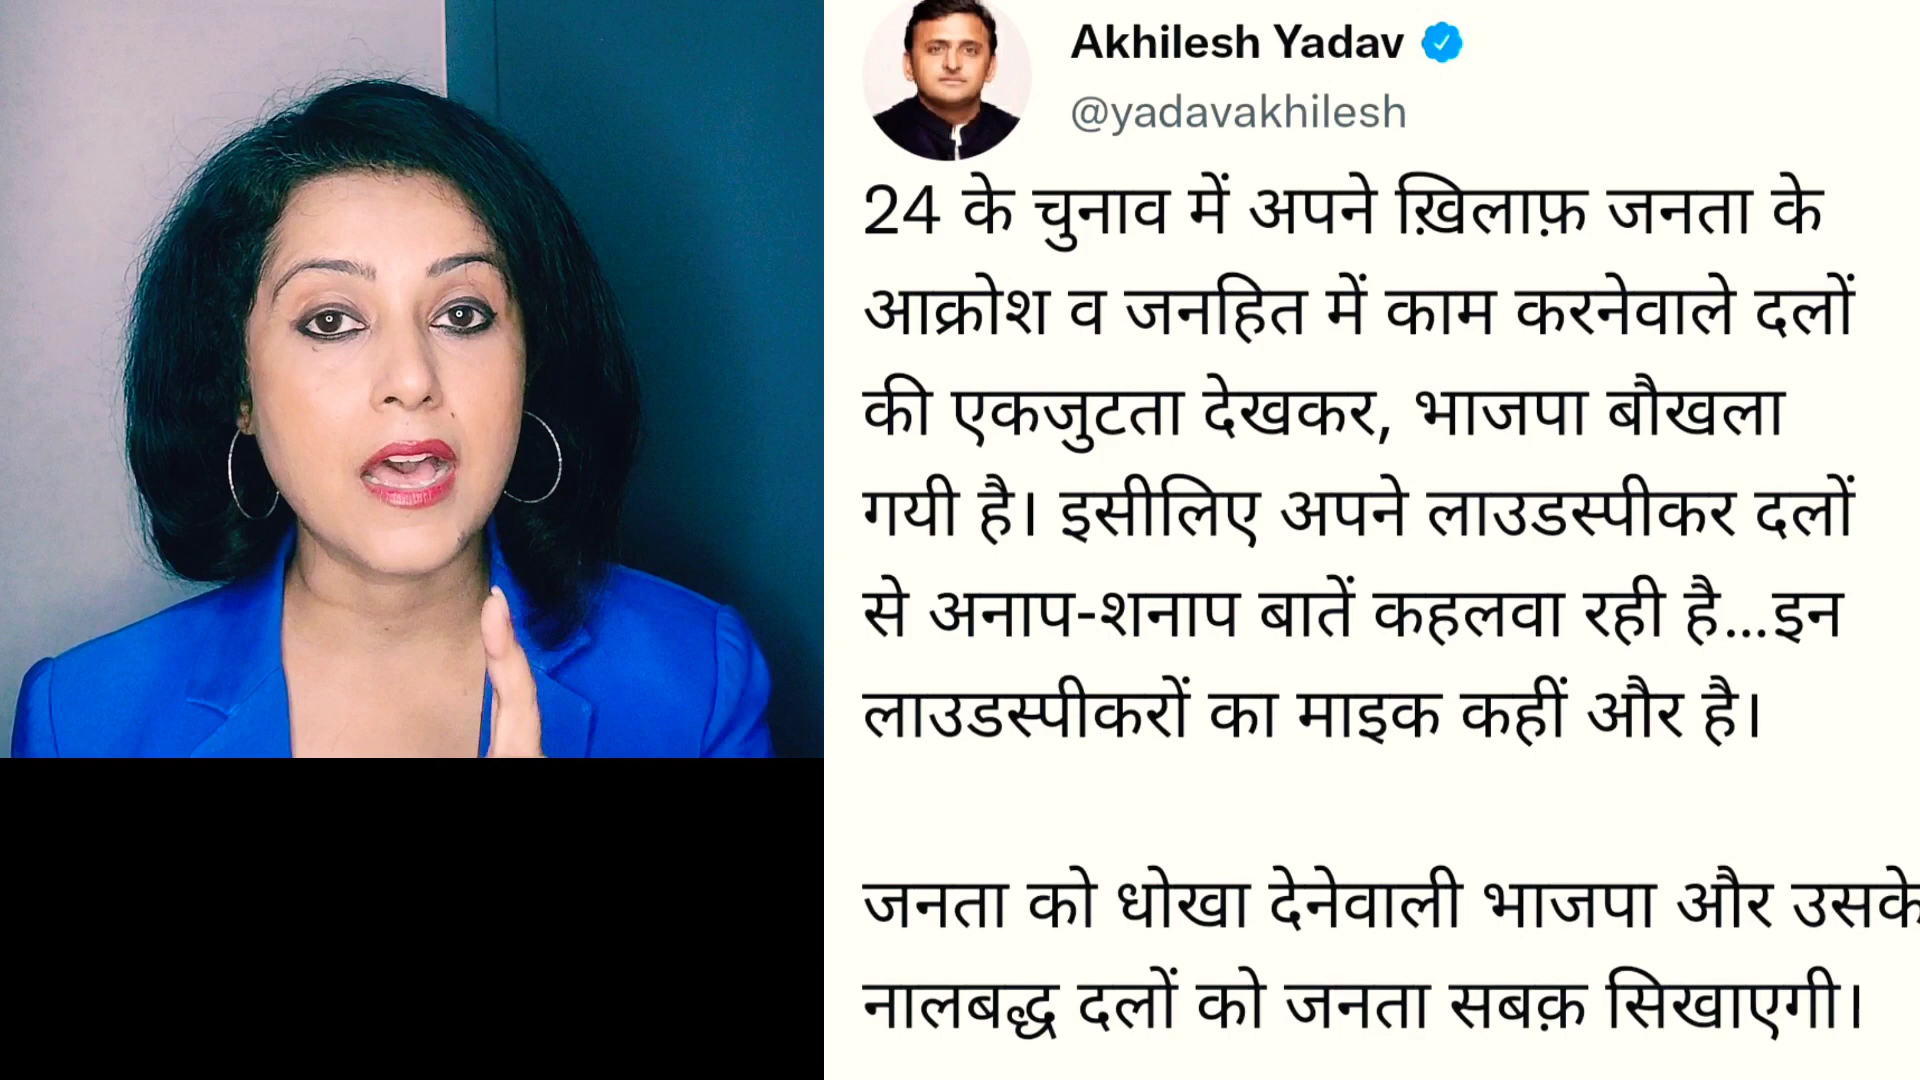 Akhilesh Yadav
@yadavakhilesh
24 के चुनाव में अपने ख़िलाफ़ जनता के
आक्रोश व जनहित में काम करनेवाले दलों
की एकजुटता देखकर, भाजपा बौखला
गयी है। इसीलिए अपने लाउडस्पीकर दलों
से अनाप-शनाप बातें कहलवा रही है...इन
लाउडस्पीकरों का माइक कहीं और है।
जनता को धोखा देनेवाली भाजपा और उसके
नालबद्ध दलों को जनता सबक़ सिखाएगी।